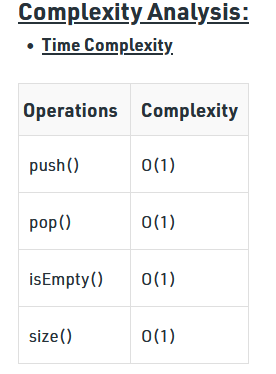 Complexity Analysis:
• Time Complexity
Operations Complexity
push() O(1)
pop() O(1)
isEmpty() O(1)
size() O(1)